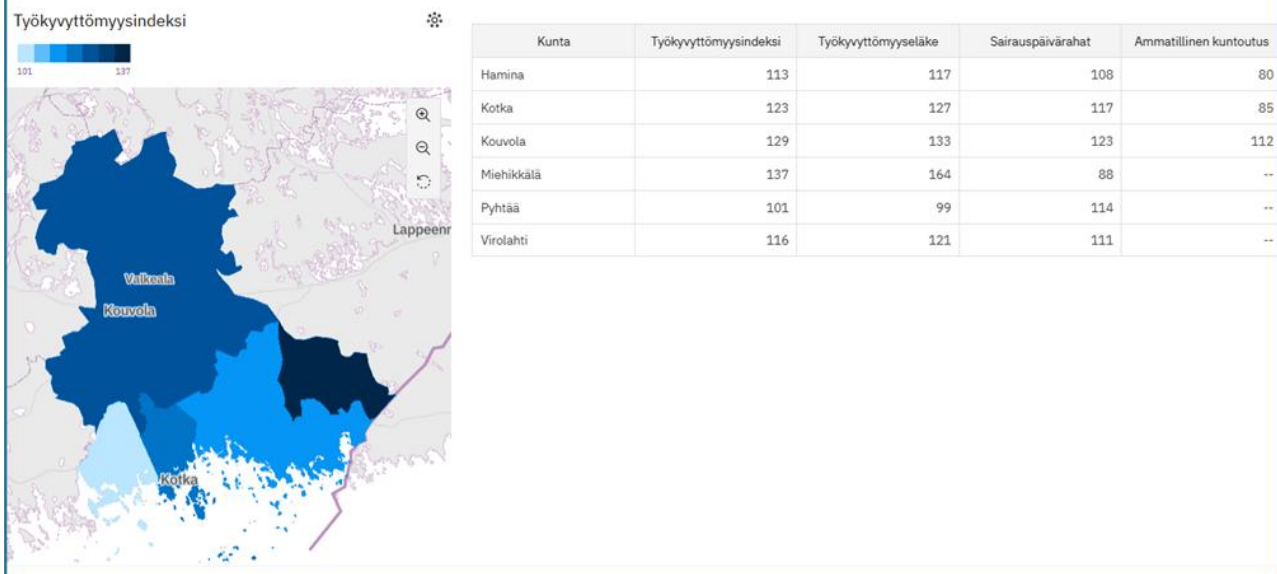 Työkyvyttömyysindeksi
101 137
Lappeenr
Valkeala
Kouvola
Kotka
Kunta Työkyvyttömyysindeksi Työkyvyttömyyseläke Sairauspäivärahat Ammatillinen kuntoutus
Hamina 113 117 108 80
Kotka 123 127 117 85
Kouvola 129 133 123 112
Miehikkälä 137 164 88 --
Pyhtää 101 99 114 --
Virolahti 116 121 111 --